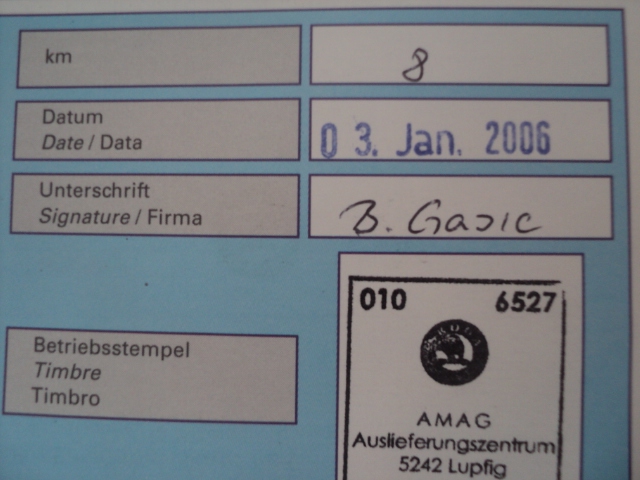 km
8
Datum
Date / Data
03. Jan. 2006
Unterschrift
Signature / Firma
B. Gasic
Betriebsstempel
Timbre
Timbro
010 6527
SKODA
AMAG
Auslieferungszentrum
5242 Lupfig